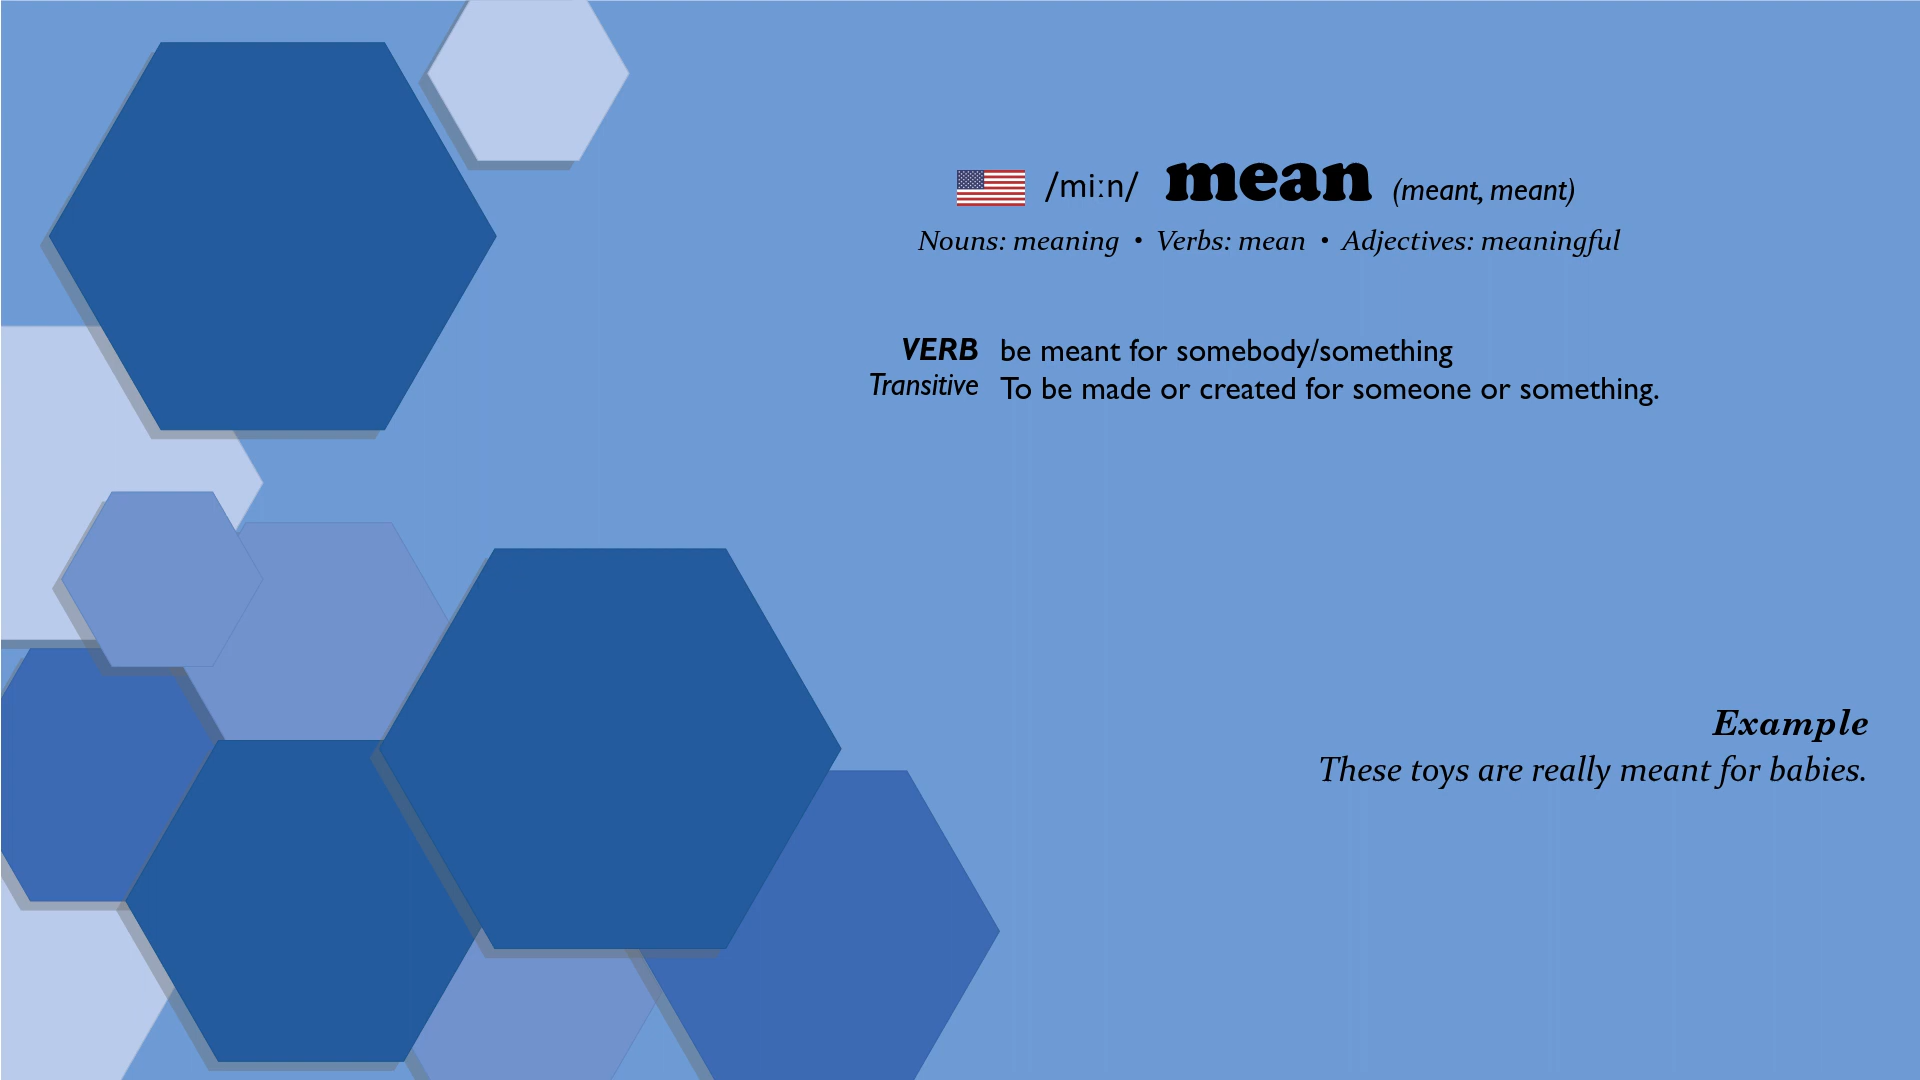 /miːn/ mean (meant, meant)
Nouns: meaning • Verbs: mean • Adjectives: meaningful
VERB be meant for somebody/something
Transitive To be made or created for someone or something.
Example
These toys are really meant for babies.